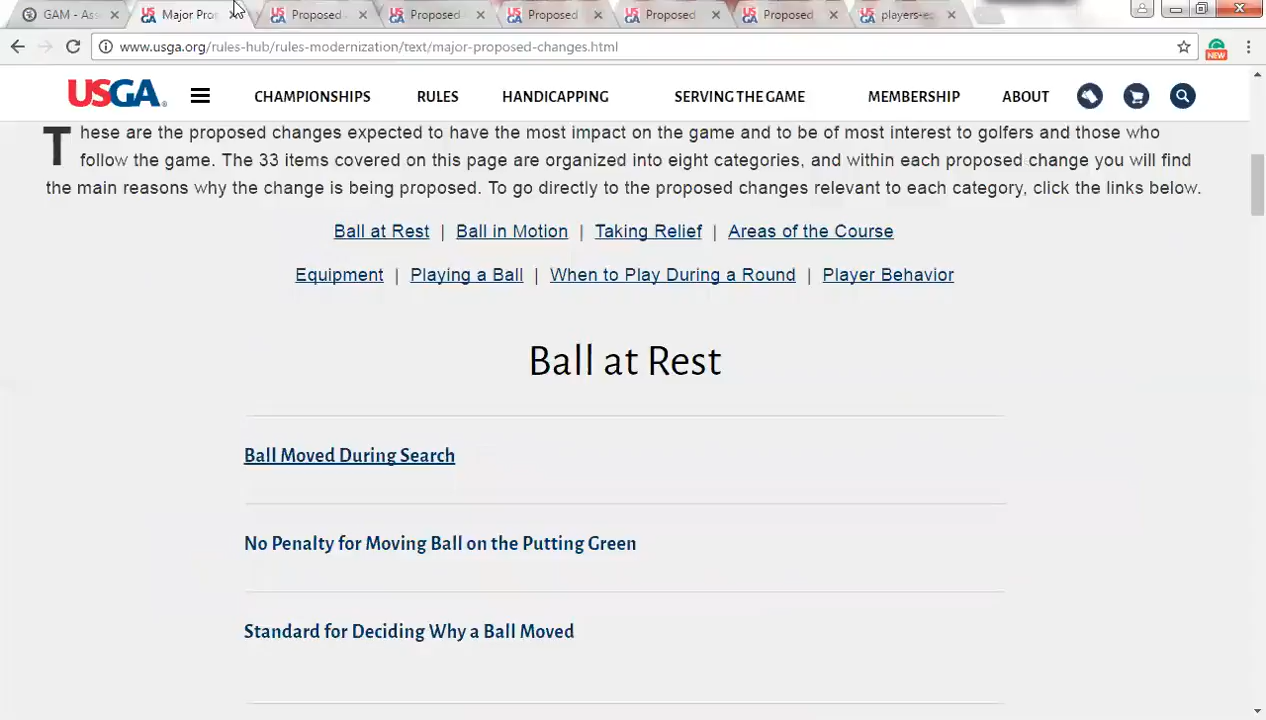 GAM - Ass
Major Pro
Proposed
Proposed
Proposed
Proposed
Proposed
players-e
www.usga.org/rules-hub/rules-modernization/text/major-proposed-changes.html
NEW
USGA
CHAMPIONSHIPS RULES HANDICAPPING SERVING THE GAME MEMBERSHIP ABOUT
These are the proposed changes expected to have the most impact on the game and to be of most interest to golfers and those who
follow the game. The 33 items covered on this page are organized into eight categories, and within each proposed change you will find
the main reasons why the change is being proposed. To go directly to the proposed changes relevant to each category, click the links below.
Ball at Rest | Ball in Motion | Taking Relief | Areas of the Course
Equipment | Playing a Ball | When to Play During a Round | Player Behavior
Ball at Rest
Ball Moved During Search
No Penalty for Moving Ball on the Putting Green
Standard for Deciding Why a Ball Moved